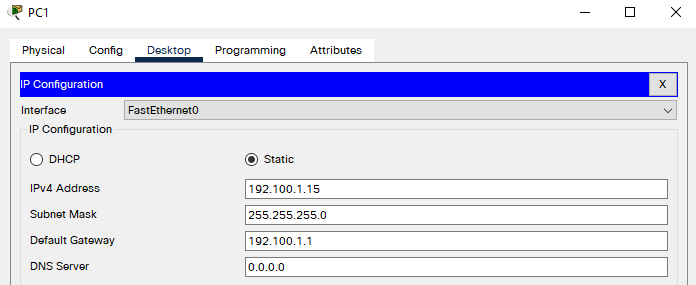 PC1
Physical Config Desktop Programming Attributes
IP Configuration X
Interface FastEthernet0
IP Configuration
DHCP Static
IPv4 Address 192.100.1.15
Subnet Mask 255.255.255.0
Default Gateway 192.100.1.1
DNS Server 0.0.0.0